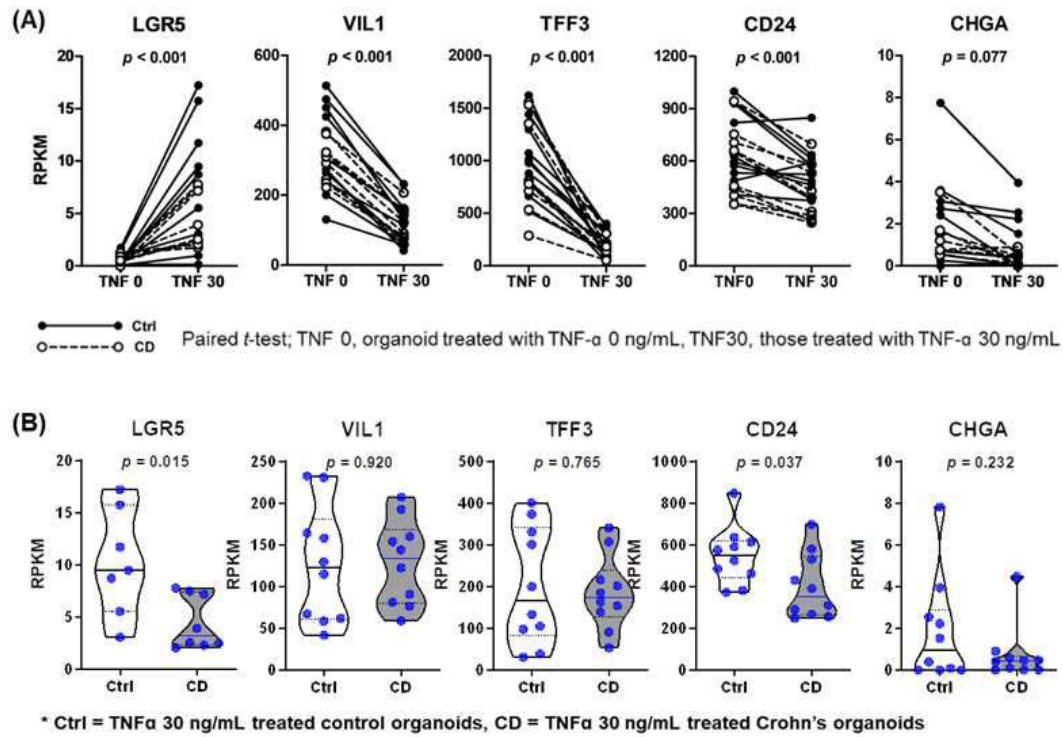 (A)
LGR5 VIL1 TFF3 CD24 CHGA
p < 0.001 p < 0.001 p < 0.001 p < 0.001 p = 0.077
RPKM
20 15 10 5 0
600 400 200 0
2000 1500 1000 500 0
1200 900 600 300 0
10 8 6 4 2 0
TNF 0 TNF 30 TNF 0 TNF 30 TNF 0 TNF 30 TNF0 TNF 30 TNF 0 TNF 30
Ctrl
CD
Paired t-test; TNF 0, organoid treated with TNF-α 0 ng/mL, TNF30, those treated with TNF-α 30 ng/mL
(B)
LGR5 VIL1 TFF3 CD24 CHGA
p = 0.015 p = 0.920 p = 0.765 p = 0.037 p = 0.232
RPKM RPKM RPKM RPKM RPKM
20 15 10 5 0
250 200 150 100 50 0
500 400 300 200 100 0
1000 800 600 400 200 0
10 8 6 4 2 0
Ctrl CD Ctrl CD Ctrl CD Ctrl CD Ctrl CD
* Ctrl = TNFα 30 ng/mL treated control organoids, CD = TNFα 30 ng/mL treated Crohn's organoids